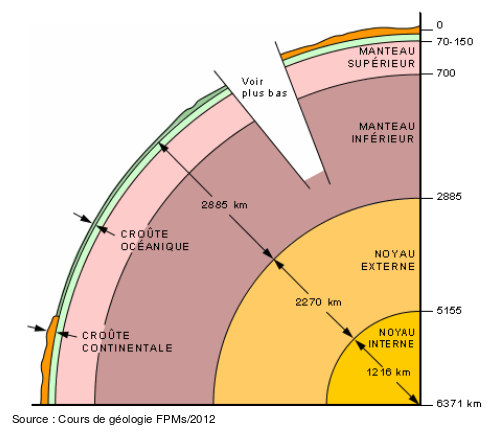 0
70-150
MANTEAU
SUPÉRIEUR
700
Voir
plus bas
MANTEAU
INFÉRIEUR
2885
2885 km
CROÛTE
OCÉANIQUE
NOYAU
EXTERNE
2270 km
5155
NOYAU
INTERNE
CROÛTE
CONTINENTALE
1216 km
6371 km
Source : Cours de géologie FPMs/2012